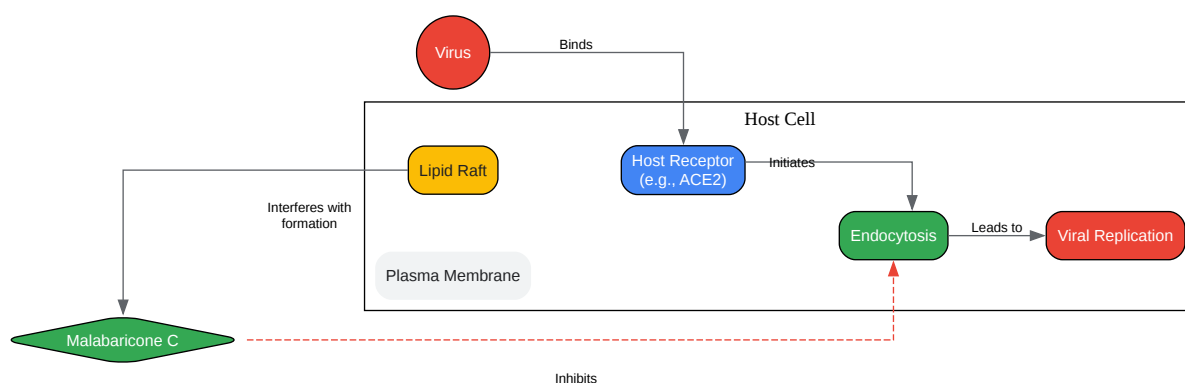 Virus
Binds
Host Cell
Lipid Raft
Host Receptor
(e.g., ACE2)
Initiates
Interferes with
formation
Endocytosis
Leads to
Viral Replication
Plasma Membrane
Malabaricone C
Inhibits